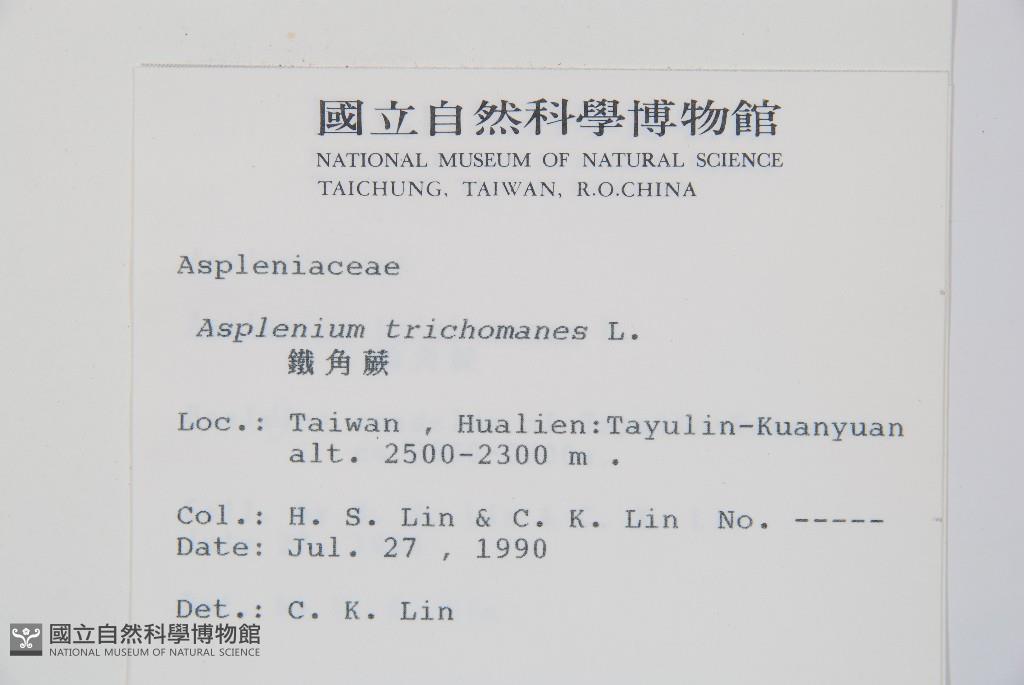 國立自然科學博物館
NATIONAL MUSEUM OF NATURAL SCIENCE
TAICHUNG, TAIWAN, R.O.CHINA
Aspleniaceae
Asplenium trichomanes L.
鐵角蕨
Loc.: Taiwan , Hualien:Tayulin-Kuanyuan
alt. 2500-2300 m .
Col.: H. S. Lin & C. K. Lin No. -----
Date: Jul. 27 , 1990
Det.: C. K. Lin
國立自然科學博物館
NATIONAL MUSEUM OF NATURAL SCIENCE